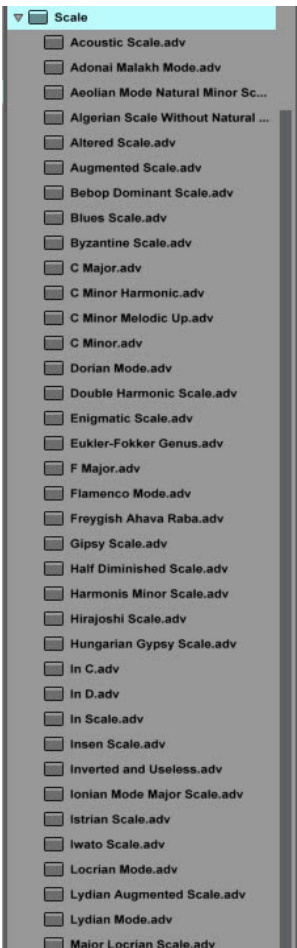 Scale
Acoustic Scale.adv
Adonai Malakh Mode.adv
Aeolian Mode Natural Minor Sc...
Algerian Scale Without Natural ...
Altered Scale.adv
Augmented Scale.adv
Bebop Dominant Scale.adv
Blues Scale.adv
Byzantine Scale.adv
C Major.adv
C Minor Harmonic.adv
C Minor Melodic Up.adv
C Minor.adv
Dorian Mode.adv
Double Harmonic Scale.adv
Enigmatic Scale.adv
Eukler-Fokker Genus.adv
F Major.adv
Flamenco Mode.adv
Freygish Ahava Raba.adv
Gipsy Scale.adv
Half Diminished Scale.adv
Harmonis Minor Scale.adv
Hirajoshi Scale.adv
Hungarian Gypsy Scale.adv
In C.adv
In D.adv
In Scale.adv
Insen Scale.adv
Inverted and Useless.adv
Ionian Mode Major Scale.adv
Istrian Scale.adv
Iwato Scale.adv
Locrian Mode.adv
Lydian Augmented Scale.adv
Lydian Mode.adv
Major Locrian Scale.adv